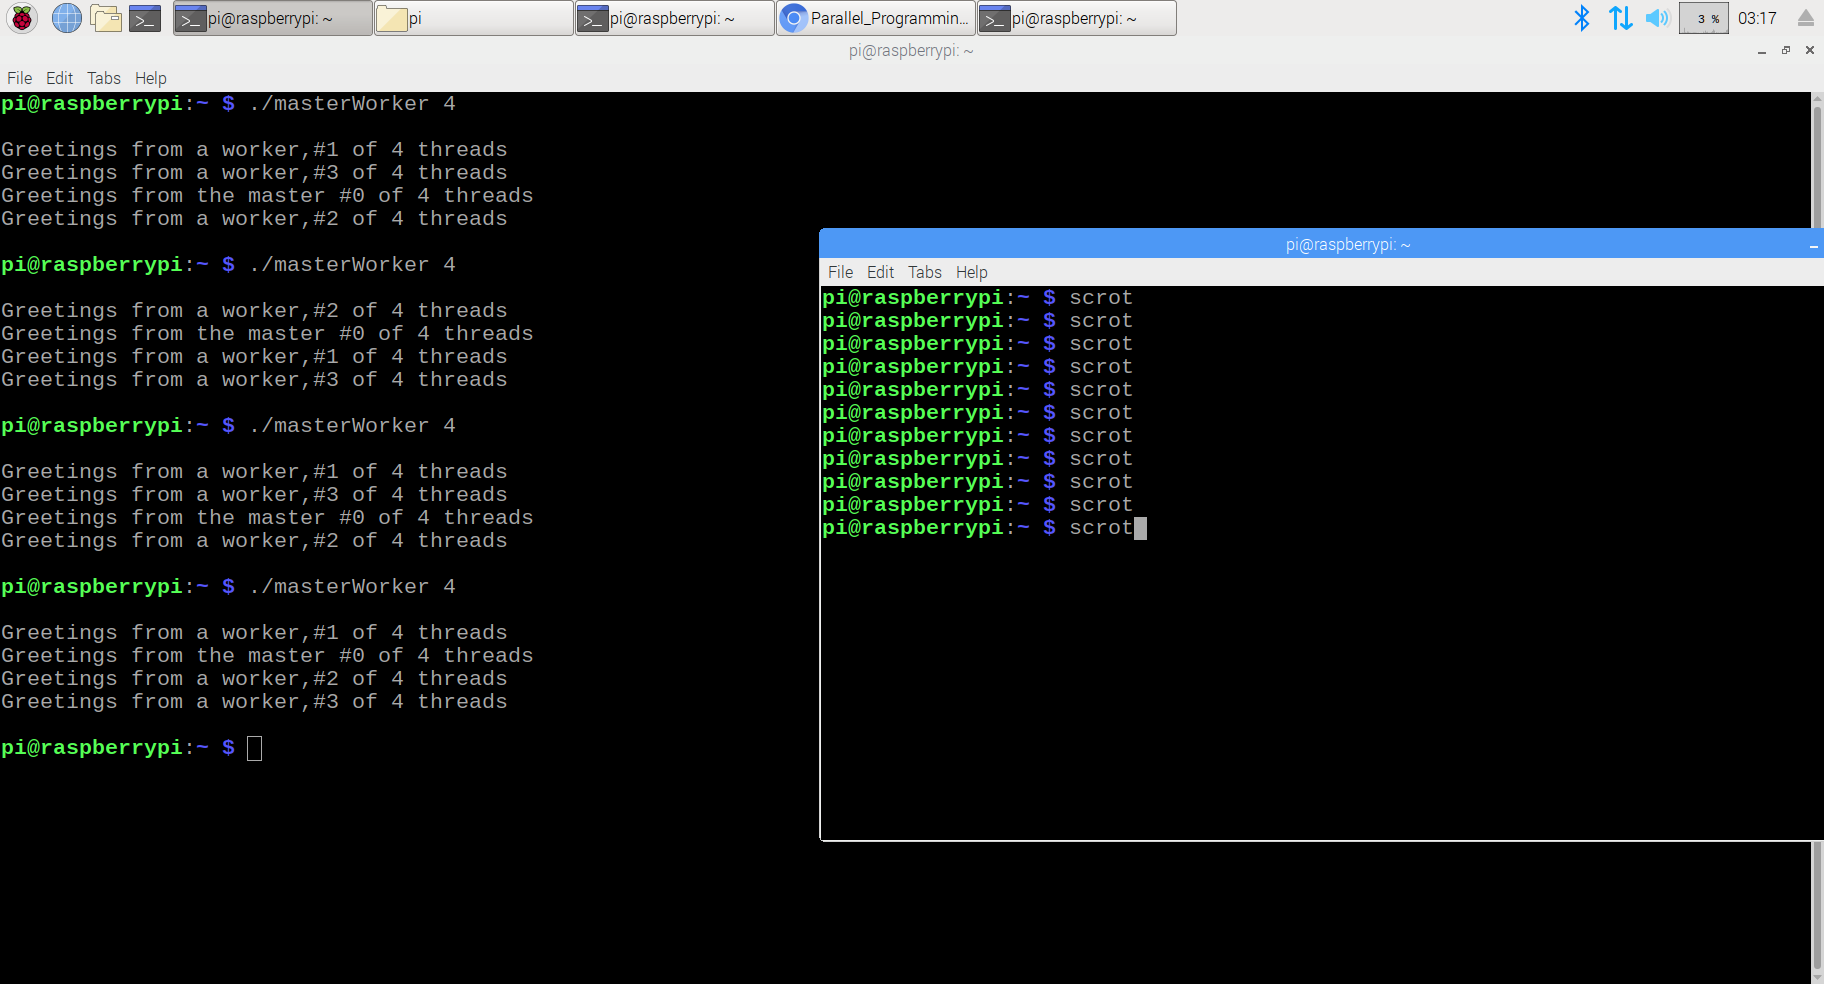 pi@raspberrypi: ~
pi
pi@raspberrypi: ~
Parallel_Programmin...
pi@raspberrypi: ~
3 %
03:17
pi@raspberrypi: ~
File Edit Tabs Help
pi@raspberrypi:~ $ ./masterWorker 4
Greetings from a worker,#1 of 4 threads
Greetings from a worker,#3 of 4 threads
Greetings from the master #0 of 4 threads
Greetings from a worker,#2 of 4 threads
pi@raspberrypi:~ $ ./masterWorker 4
Greetings from a worker,#2 of 4 threads
Greetings from the master #0 of 4 threads
Greetings from a worker,#1 of 4 threads
Greetings from a worker,#3 of 4 threads
pi@raspberrypi:~ $ ./masterWorker 4
Greetings from a worker,#1 of 4 threads
Greetings from a worker,#3 of 4 threads
Greetings from the master #0 of 4 threads
Greetings from a worker,#2 of 4 threads
pi@raspberrypi:~ $ ./masterWorker 4
Greetings from a worker,#1 of 4 threads
Greetings from the master #0 of 4 threads
Greetings from a worker,#2 of 4 threads
Greetings from a worker,#3 of 4 threads
pi@raspberrypi:~ $
pi@raspberrypi: ~
File Edit Tabs Help
pi@raspberrypi:~ $ scrot
pi@raspberrypi:~ $ scrot
pi@raspberrypi:~ $ scrot
pi@raspberrypi:~ $ scrot
pi@raspberrypi:~ $ scrot
pi@raspberrypi:~ $ scrot
pi@raspberrypi:~ $ scrot
pi@raspberrypi:~ $ scrot
pi@raspberrypi:~ $ scrot
pi@raspberrypi:~ $ scrot
pi@raspberrypi:~ $ scrot